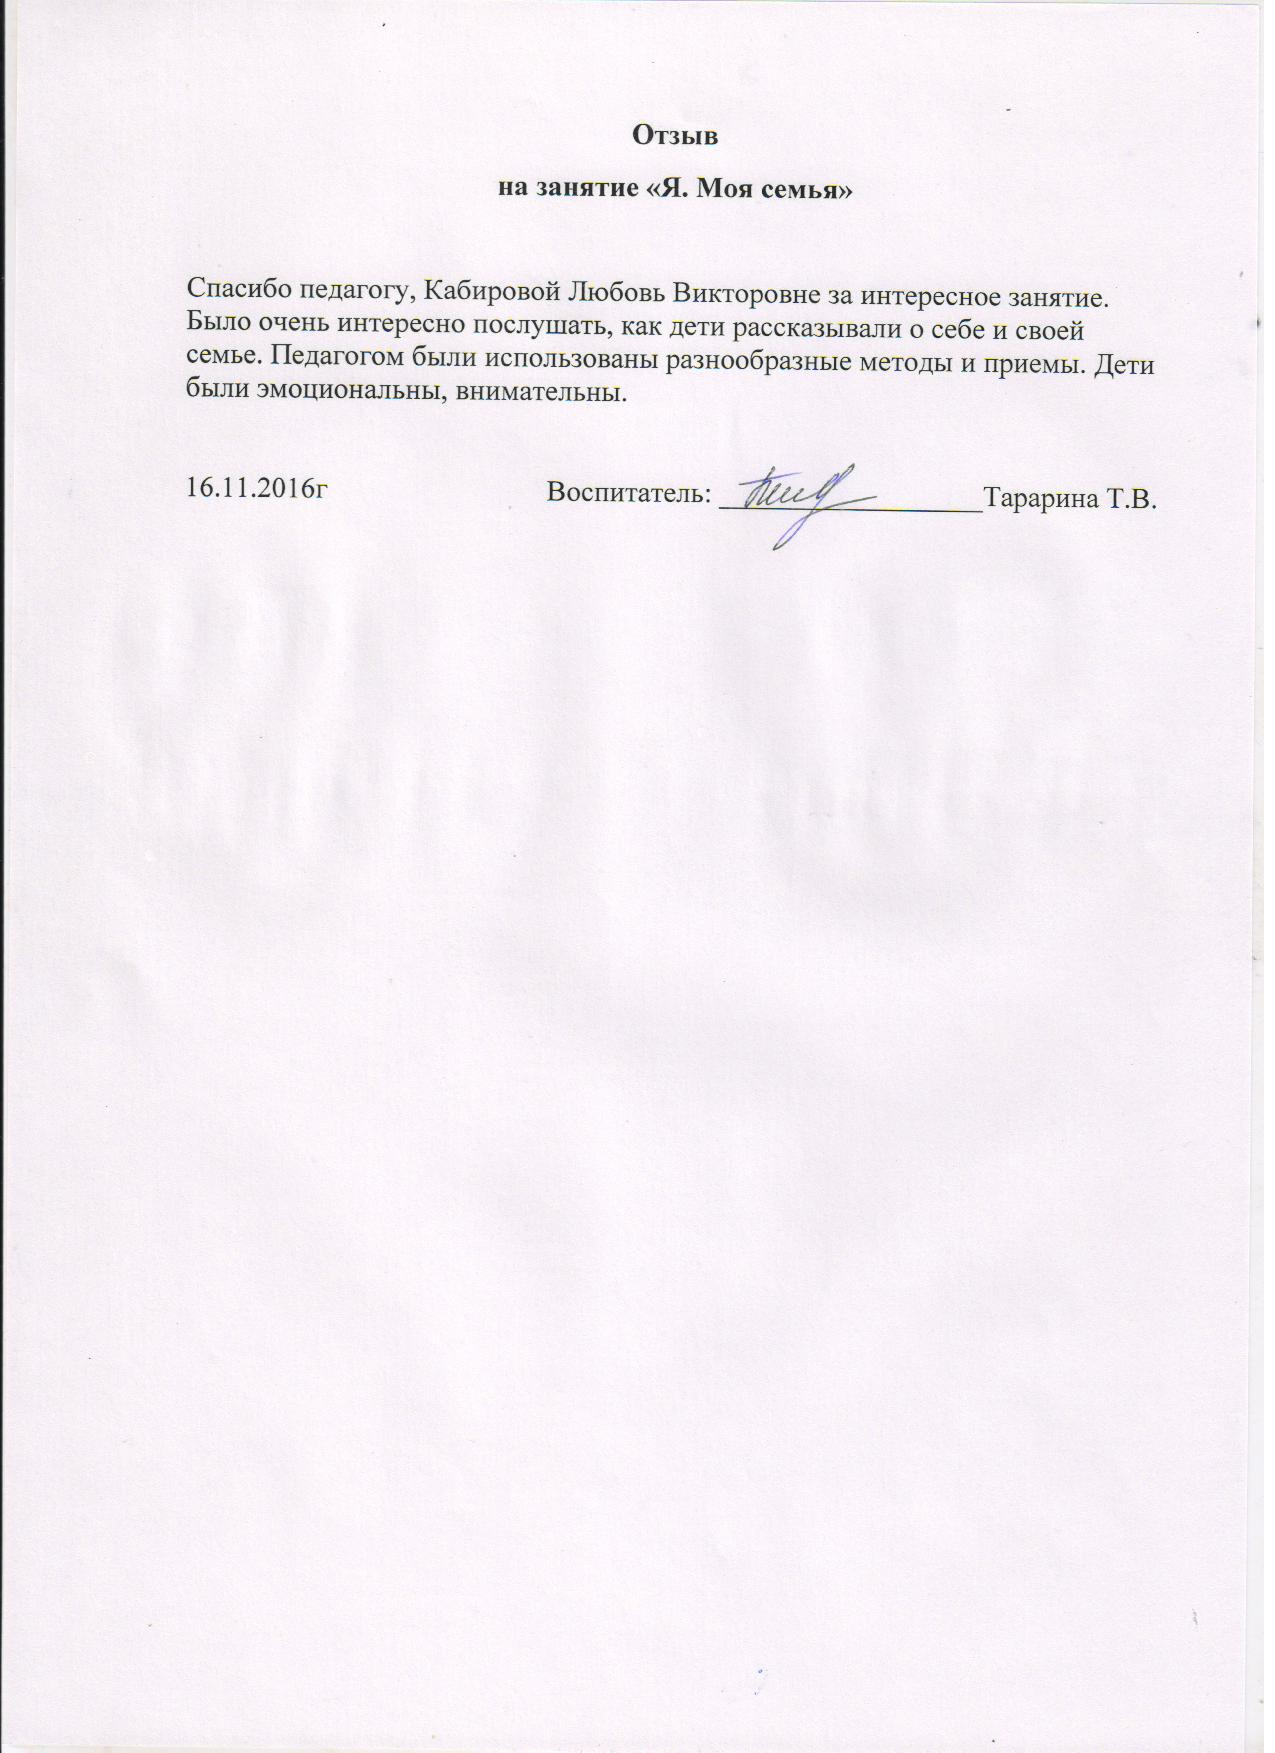 Отзыв
на занятие «Я. Моя семья»
Спасибо педагогу, Кабировой Любовь Викторовне за интересное занятие.
Было очень интересно послушать, как дети рассказывали о себе и своей
семье. Педагогом были использованы разнообразные методы и приемы. Дети
были эмоциональны, внимательны.
16.11.2016г Воспитатель: ___________________Тарарина Т.В.